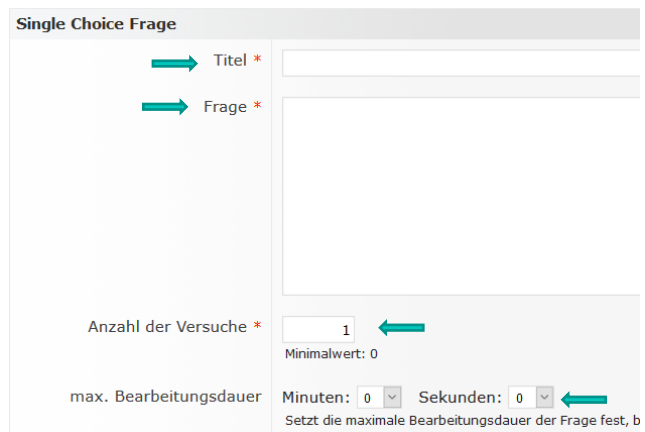 Single Choice Frage
Titel *
Frage *
Anzahl der Versuche * 1
Minimalwert: 0
max. Bearbeitungsdauer Minuten: 0 Sekunden: 0
Setzt die maximale Bearbeitungsdauer der Frage fest, b